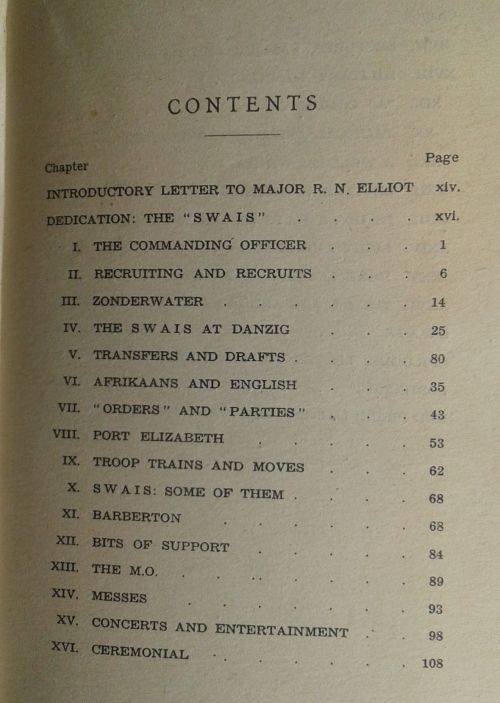 CONTENTS
Chapter Page
INTRODUCTORY LETTER TO MAJOR R. N. ELLIOT xiv.
DEDICATION: THE "SWAIS" . . . . xvi.
I. THE COMMANDING OFFICER . . . 1
II. RECRUITING AND RECRUITS . . . 6
III. ZONDERWATER . . . . . 14
IV. THE SWAIS AT DANZIG . . . 25
V. TRANSFERS AND DRAFTS . . . . 80
VI. AFRIKAANS AND ENGLISH . . . 35
VII. "ORDERS" AND "PARTIES" . . . 43
VIII. PORT ELIZABETH . . . . . 53
IX. TROOP TRAINS AND MOVES . . . 62
X. SWAIS: SOME OF THEM . . . . 68
XI. BARBERTON . . . . . 68
XII. BITS OF SUPPORT . . . . 84
XIII. THE M.O. . . . . . . 89
XIV. MESSES . . . . . . 93
XV. CONCERTS AND ENTERTAINMENT . . 98
XVI. CEREMONIAL . . . . . 108